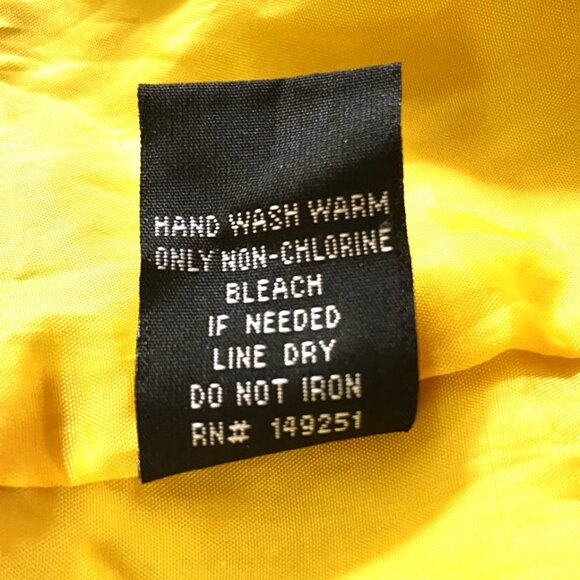 HAND WASH WARM
ONLY NON-CHLORINE
BLEACH
IF NEEDED
LINE DRY
DO NOT IRON
RN# 149251